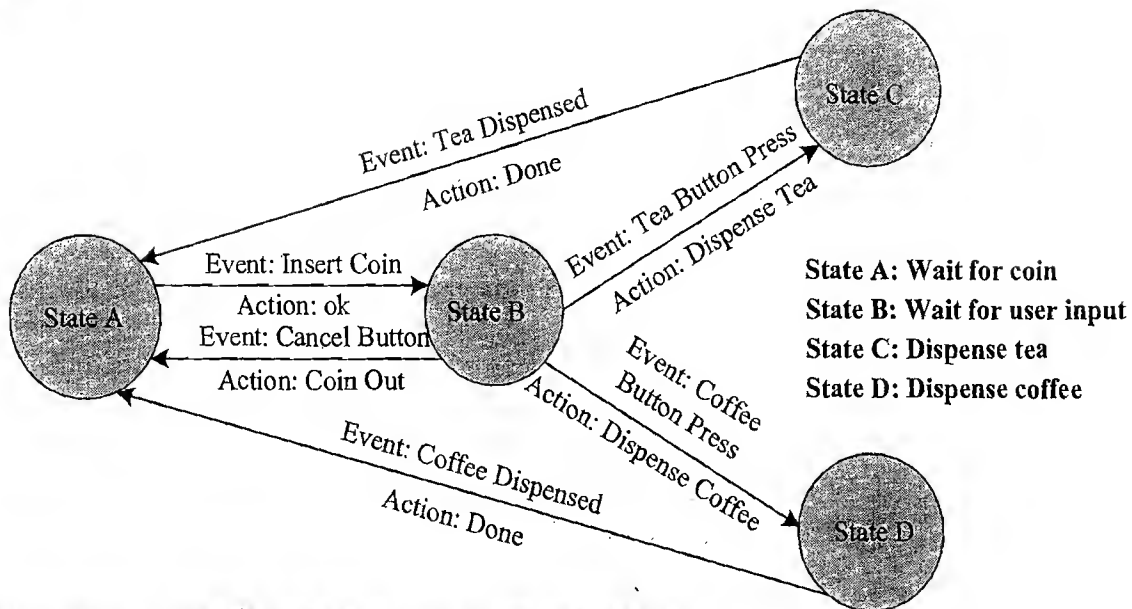 State C
Event: Tea Dispensed
Action: Done
Event: Tea Button Press
Action: Dispense Tea
State A
Event: Insert Coin
Action: ok
Event: Cancel Button
Action: Coin Out
State B
State A: Wait for coin
State B: Wait for user input
State C: Dispense tea
State D: Dispense coffee
Event: Coffee
Button Press
Action: Dispense Coffee
Event: Coffee Dispensed
Action: Done
State D